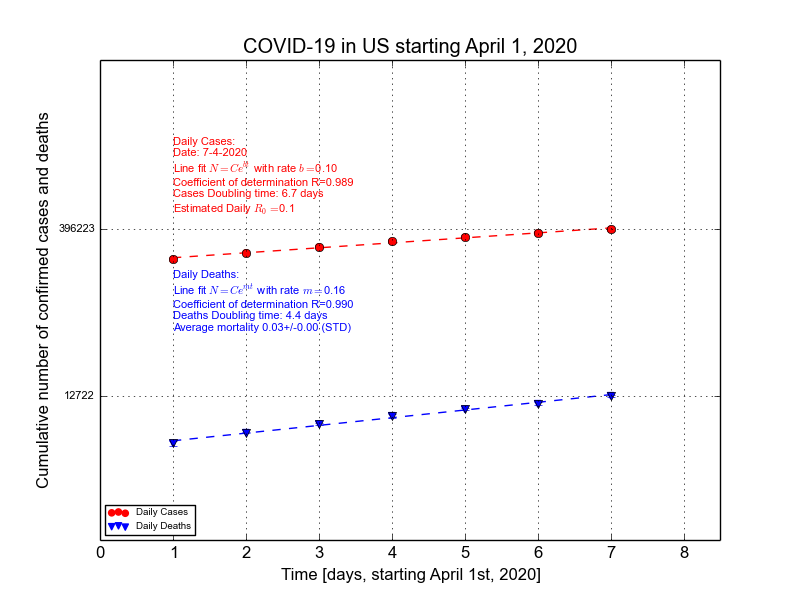 COVID-19 in US starting April 1, 2020
Cumulative number of confirmed cases and deaths
Daily Cases:
Date: 7-4-2020
Line fit N = Ce^{bt} with rate b = 0.10
Coefficient of determination R=0.989
Cases Doubling time: 6.7 days
Estimated Daily R_0 = 0.1
396223
Daily Deaths:
Line fit N = Ce^{mt} with rate m = 0.16
Coefficient of determination R=0.990
Deaths Doubling time: 4.4 days
Average mortality 0.03+/-0.00 (STD)
12722
Daily Cases
Daily Deaths
0 1 2 3 4 5 6 7 8
Time [days, starting April 1st, 2020]